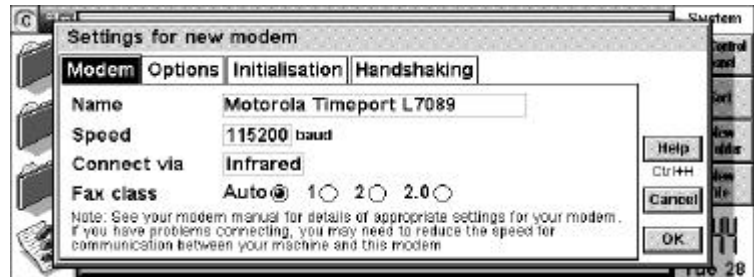 C
System
Settings for new modem
Modem Options Initialisation Handshaking
Name Motorola Timeport L7089
Speed 115200 baud
Connect via Infrared
Fax class Auto 1 2 2.0
Note: See your modem manual for details of appropriate settings for your modem.
If you have problems connecting, you may need to reduce the speed for
communication between your machine and this modem
Help
Ctrl+H
Cancel
OK
Tue 28